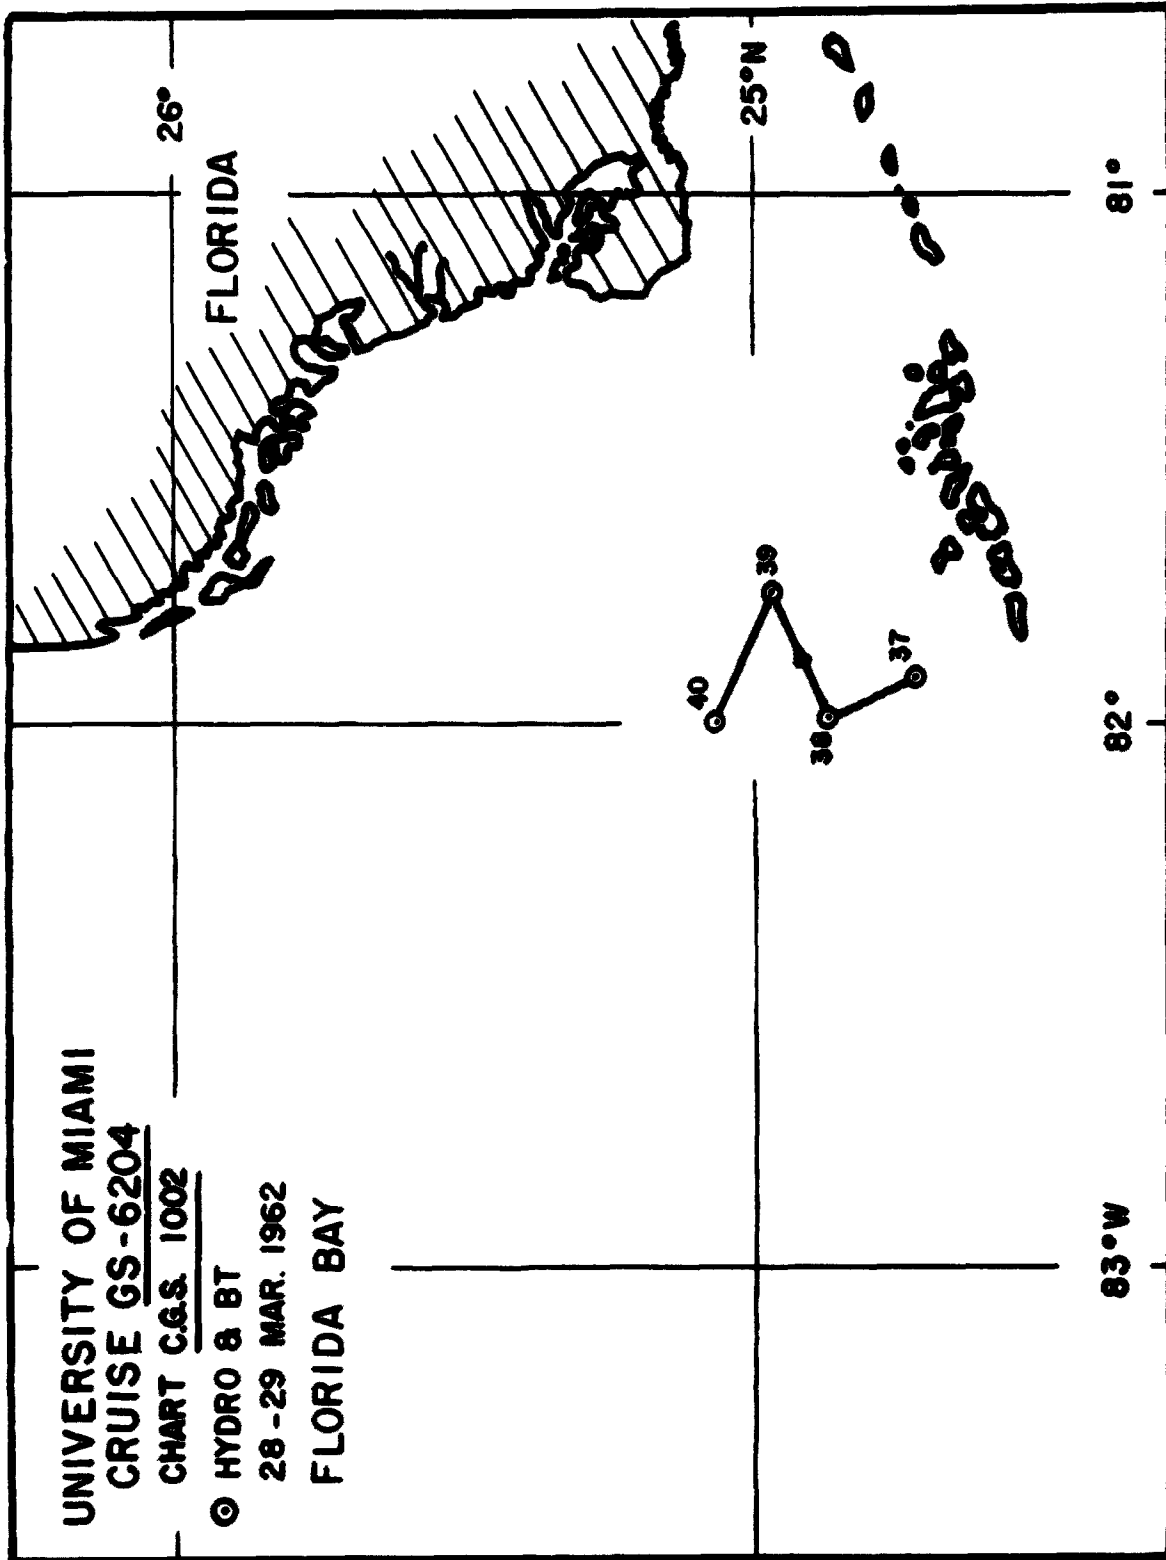 UNIVERSITY OF MIAMI
CRUISE GS-6204
CHART C.G.S. 1002
HYDRO & BT
28-29 MAR. 1962
FLORIDA BAY
26°
FLORIDA
25°N
40
39
38
37
83°W
82°
81°